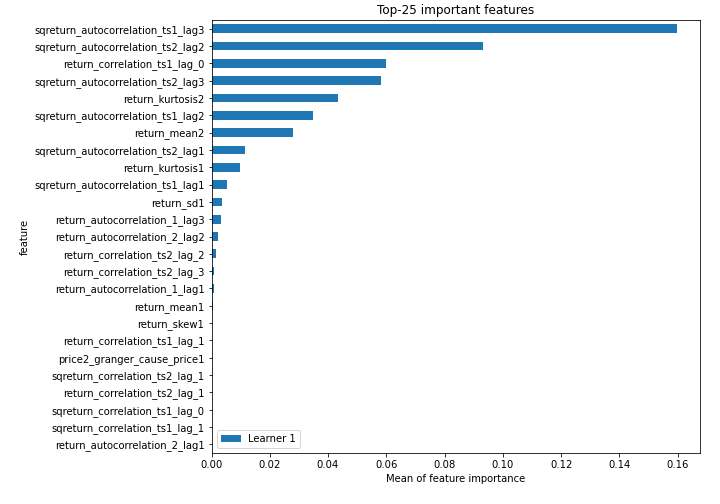 Top-25 important features
sqreturn_autocorrelation_ts1_lag3
sqreturn_autocorrelation_ts2_lag2
return_correlation_ts1_lag_0
sqreturn_autocorrelation_ts2_lag3
return_kurtosis2
sqreturn_autocorrelation_ts1_lag2
return_mean2
sqreturn_autocorrelation_ts2_lag1
return_kurtosis1
sqreturn_autocorrelation_ts1_lag1
return_sd1
return_autocorrelation_1_lag3
return_autocorrelation_2_lag2
return_correlation_ts2_lag_2
return_correlation_ts2_lag_3
return_autocorrelation_1_lag1
return_mean1
return_skew1
return_correlation_ts1_lag_1
price2_granger_cause_price1
sqreturn_correlation_ts2_lag_1
return_correlation_ts2_lag_1
sqreturn_correlation_ts1_lag_0
sqreturn_correlation_ts1_lag_1
return_autocorrelation_2_lag1
feature
Learner 1
0.00 0.02 0.04 0.06 0.08 0.10 0.12 0.14 0.16
Mean of feature importance